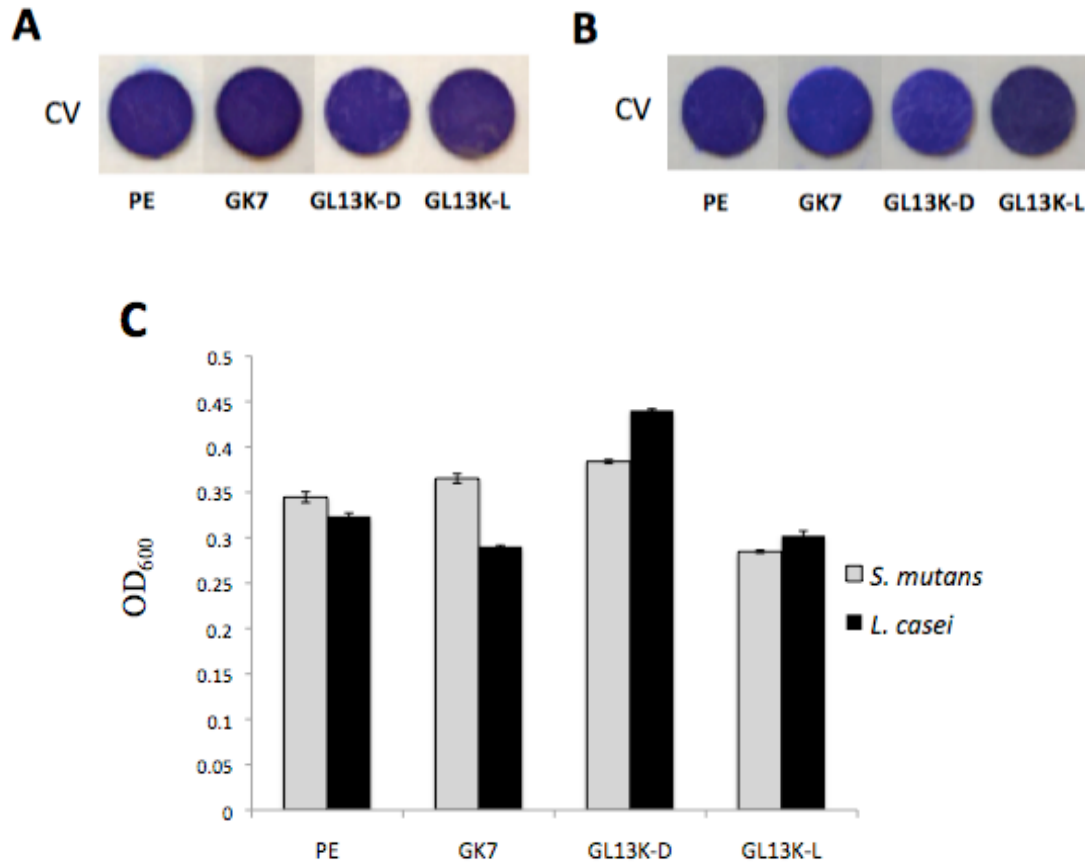 A
CV
PE GK7 GL13K-D GL13K-L
B
CV
PE GK7 GL13K-D GL13K-L
C
0.5
0.45
0.4
0.35
0.3
0.25
0.2
0.15
0.1
0.05
0
OD600
PE GK7 GL13K-D GL13K-L
S. mutans
L. casei